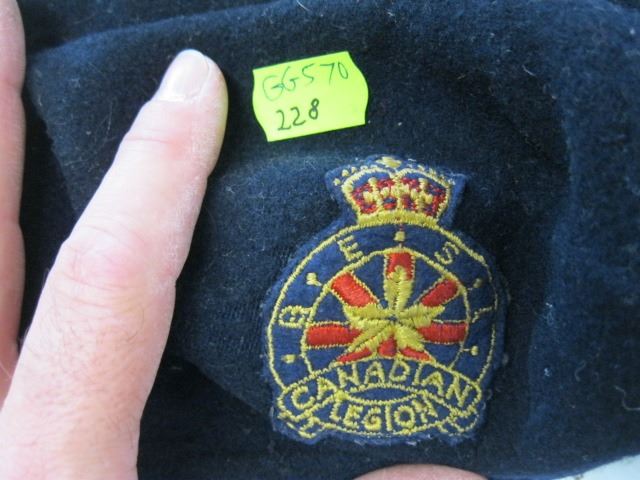 GG570
228
B.E.S.L
CANADIAN
LEGION